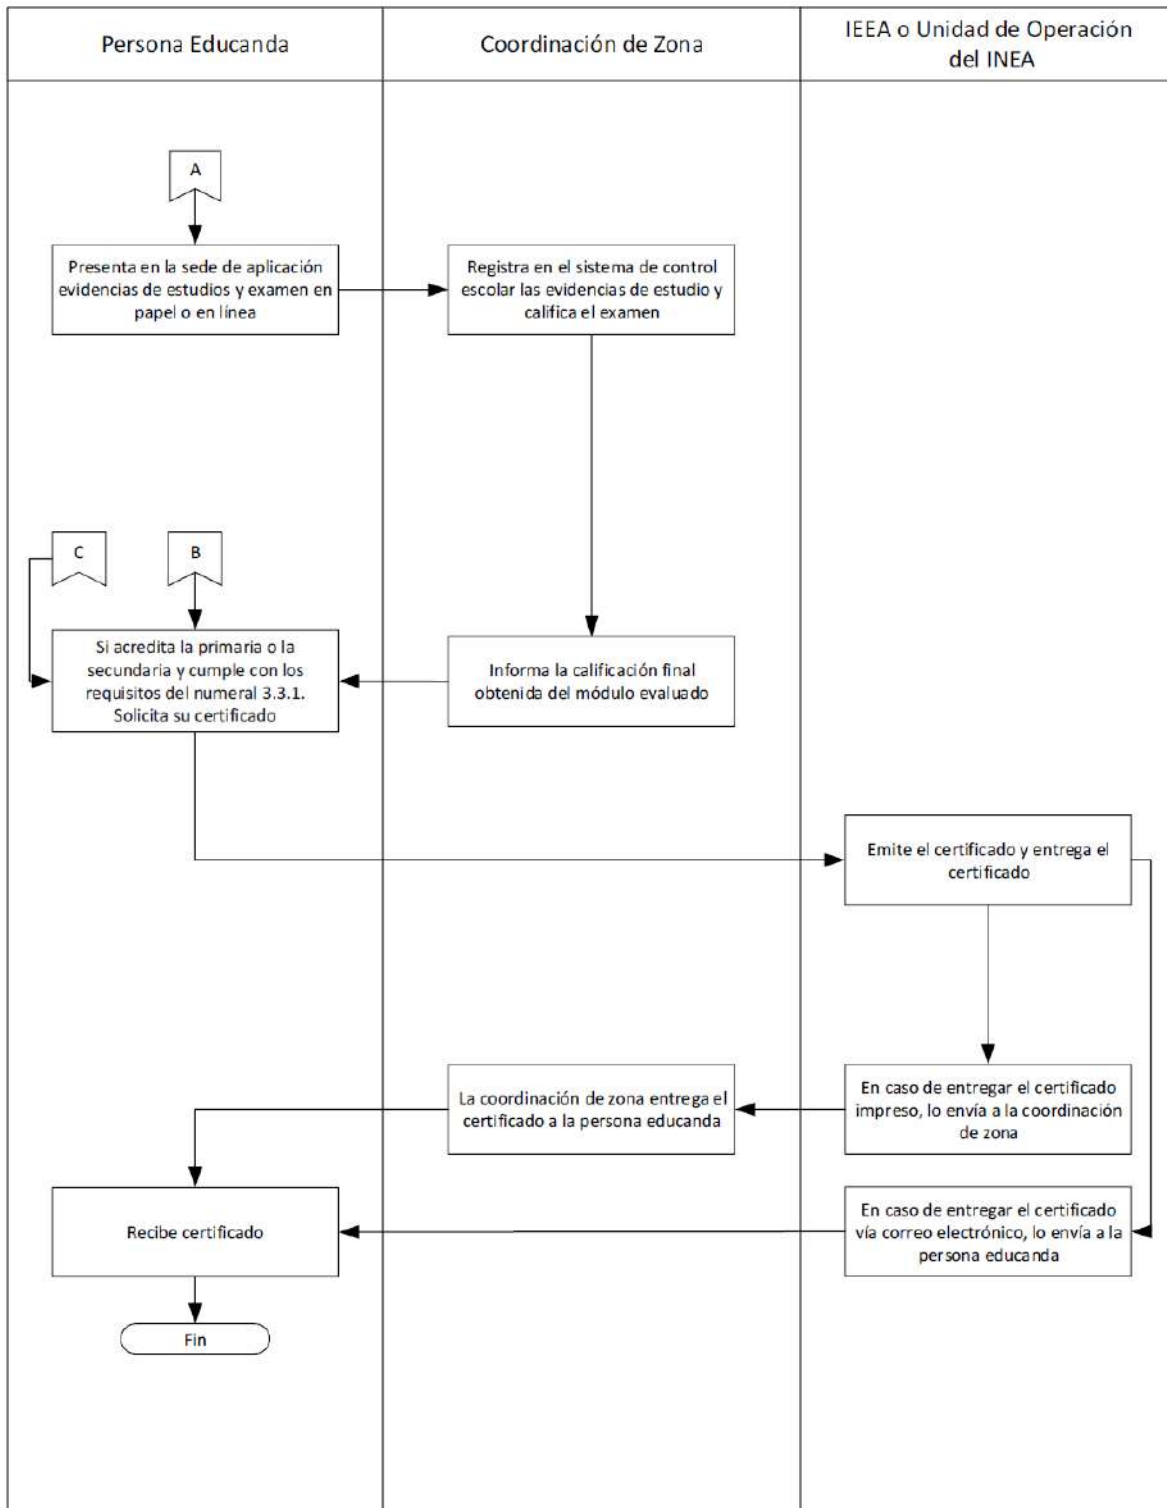 Persona Educanda
Coordinación de Zona
IEEA o Unidad de Operación
del INEA
A
Presenta en la sede de aplicación
evidencias de estudios y examen en
papel o en línea
Registra en el sistema de control
escolar las evidencias de estudio y
califica el examen
C
B
Si acredita la primaria o la
secundaria y cumple con los
requisitos del numeral 3.3.1.
Solicita su certificado
Informa la calificación final
obtenida del módulo evaluado
Emite el certificado y entrega el
certificado
En caso de entregar el certificado
impreso, lo envía a la coordinación
de zona
La coordinación de zona entrega el
certificado a la persona educanda
En caso de entregar el certificado
vía correo electrónico, lo envía a la
persona educanda
Recibe certificado
Fin